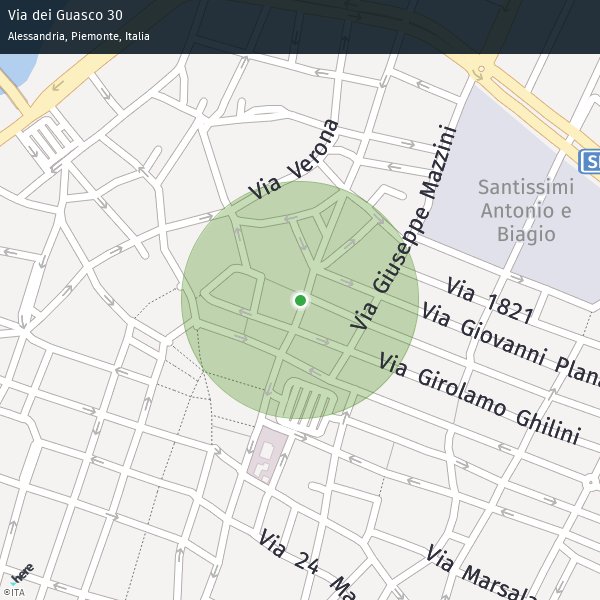 Via dei Guasco 30
Alessandria, Piemonte, Italia
Via Verona
Via Giuseppe Mazzini
Santissimi
Antonio e
Biagio
Via 1821
Via Giovanni Plana
Via Girolamo Ghilini
Via 24 Ma
Via Marsala
here
©ITA